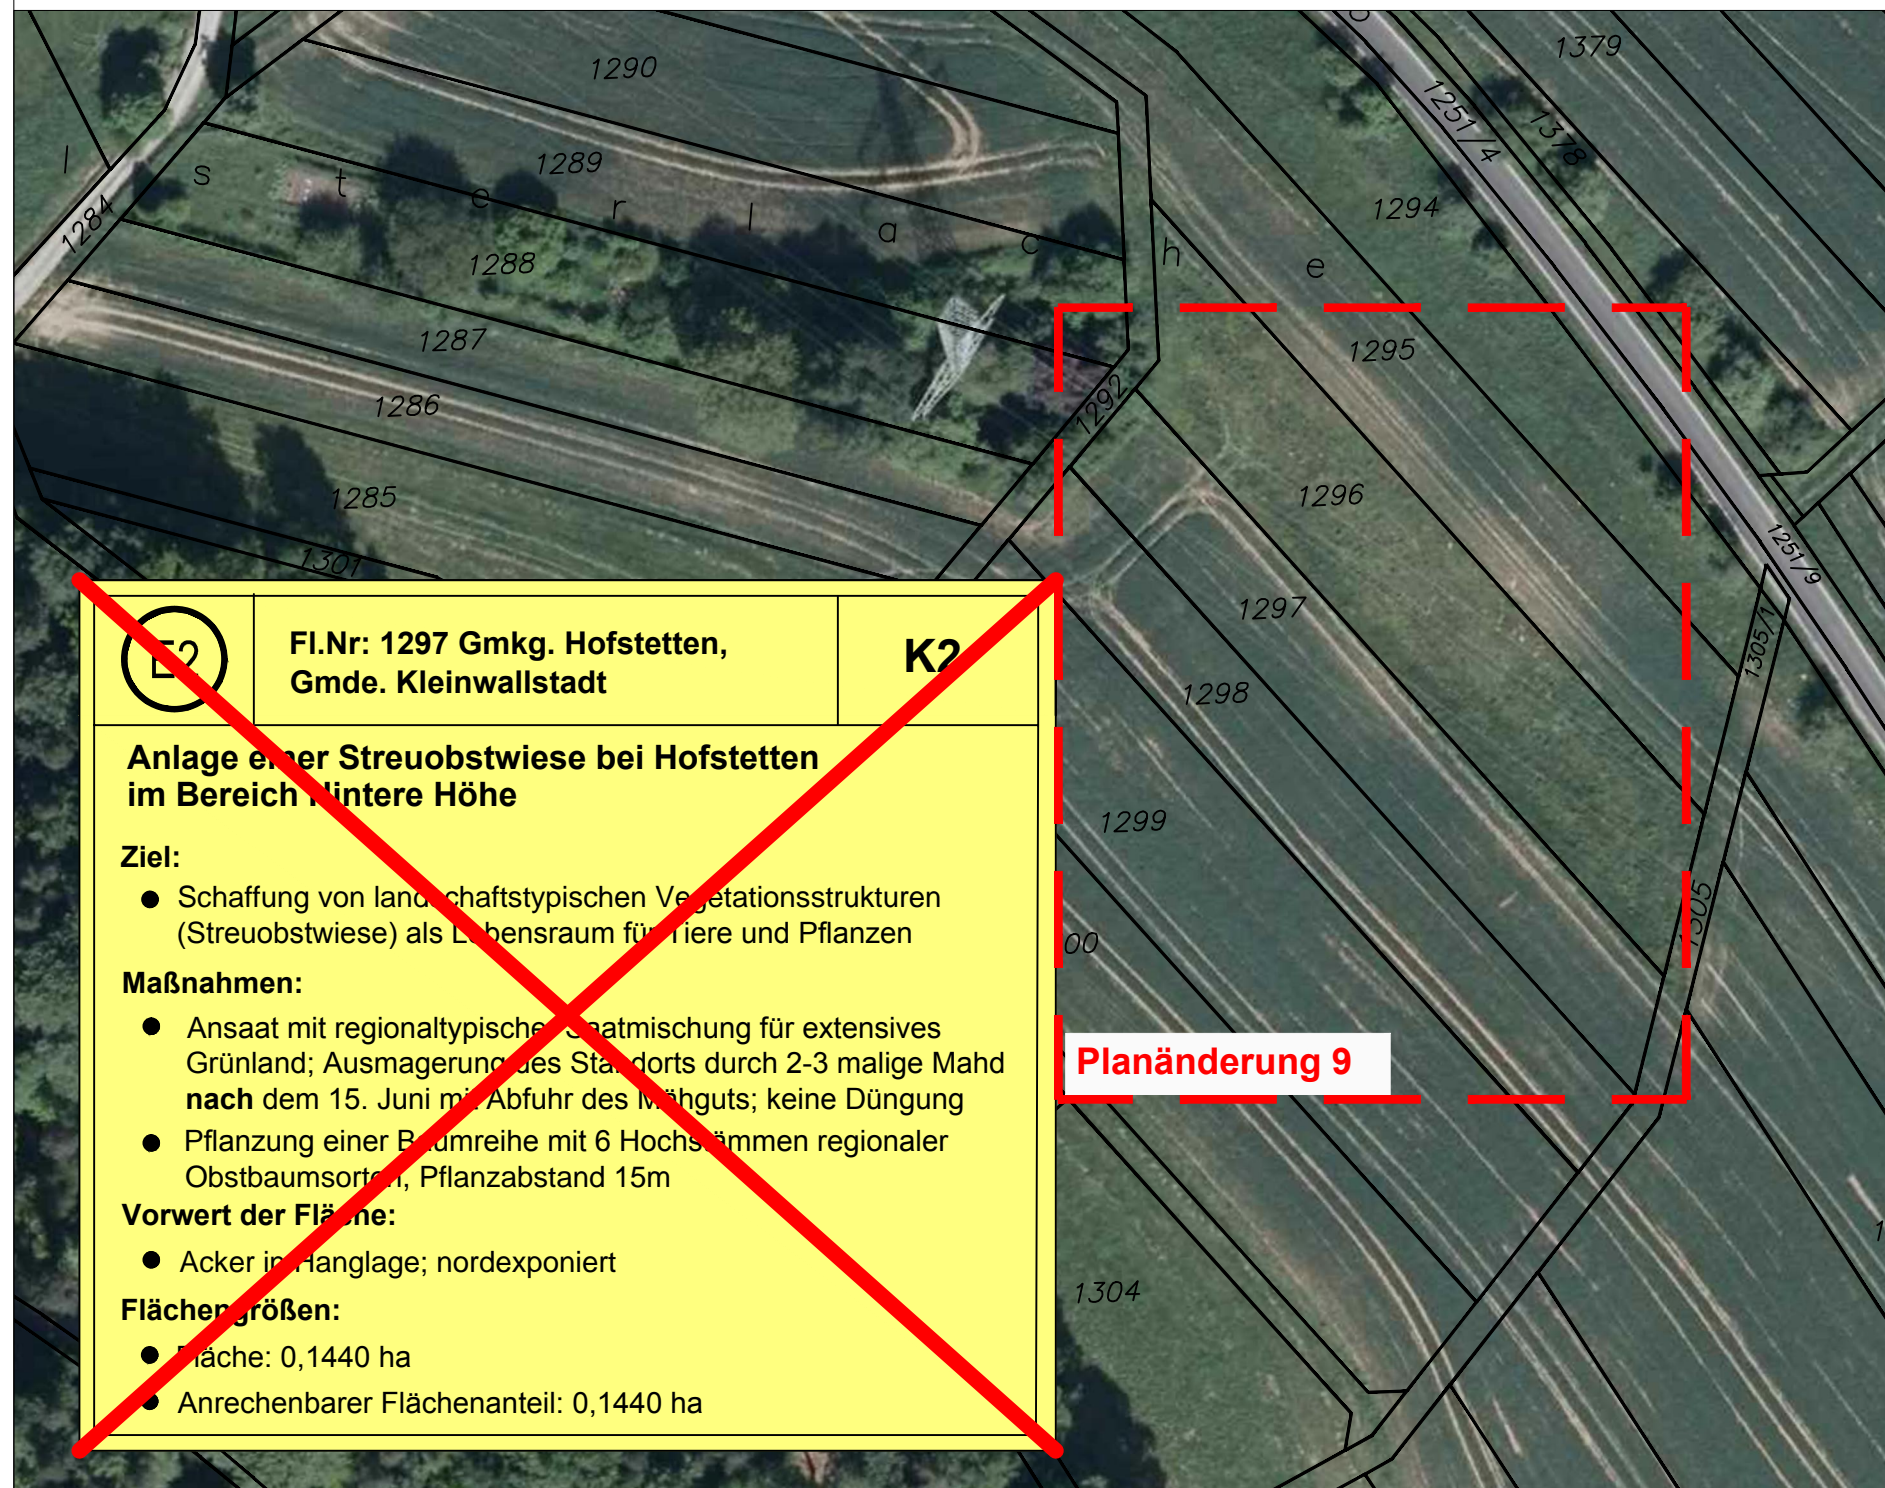 1290
1379
1251/4
1378
1289
l s t e r l a c h e
1284
1294
1288
1287
1295
1292
1286
1285
1296
1301
1251/9
1297
1305/1
1298
1299
1305
00
1304
1
Planänderung 9
E2
Fl.Nr: 1297 Gmkg. Hofstetten,
Gmde. Kleinwallstadt
K2
Anlage einer Streuobstwiese bei Hofstetten
im Bereich Hintere Höhe
Ziel:
● Schaffung von landschaftstypischen Vegetationsstrukturen
(Streuobstwiese) als Lebensraum für Tiere und Pflanzen
Maßnahmen:
● Ansaat mit regionaltypischer Saatmischung für extensives
Grünland; Ausmagerung des Standorts durch 2-3 malige Mahd
nach dem 15. Juni mit Abfuhr des Mähguts; keine Düngung
● Pflanzung einer Baumreihe mit 6 Hochstämmen regionaler
Obstbaumsorten, Pflanzabstand 15m
Vorwert der Fläche:
● Acker in Hanglage; nordexponiert
Flächengrößen:
● Fläche: 0,1440 ha
● Anrechenbarer Flächenanteil: 0,1440 ha